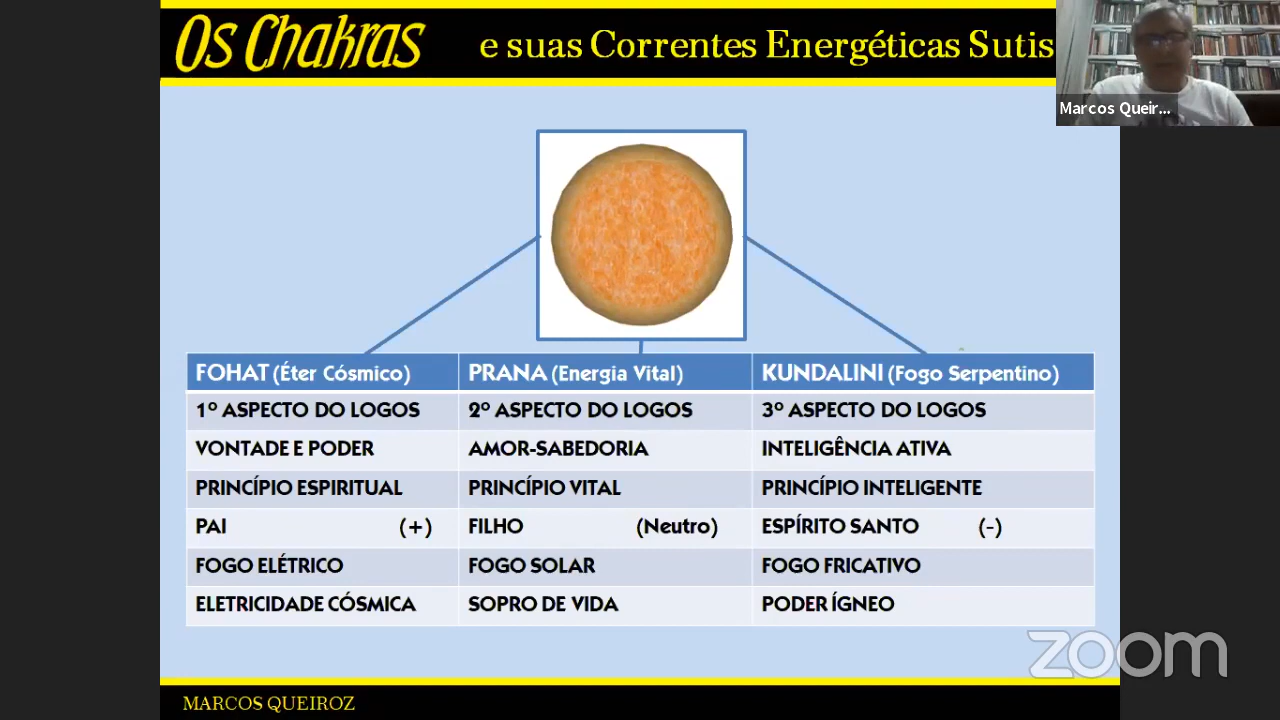 Os Chakras e suas Correntes Energéticas Sutis
Marcos Queir...
FOHAT (Éter Cósmico) PRANA (Energia Vital) KUNDALINI (Fogo Serpentino)
1º ASPECTO DO LOGOS 2º ASPECTO DO LOGOS 3º ASPECTO DO LOGOS
VONTADE E PODER AMOR-SABEDORIA INTELIGÊNCIA ATIVA
PRINCÍPIO ESPIRITUAL PRINCÍPIO VITAL PRINCÍPIO INTELIGENTE
PAI (+) FILHO (Neutro) ESPÍRITO SANTO (-)
FOGO ELÉTRICO FOGO SOLAR FOGO FRICATIVO
ELETRICIDADE CÓSMICA SOPRO DE VIDA PODER ÍGNEO
zoom
MARCOS QUEIROZ